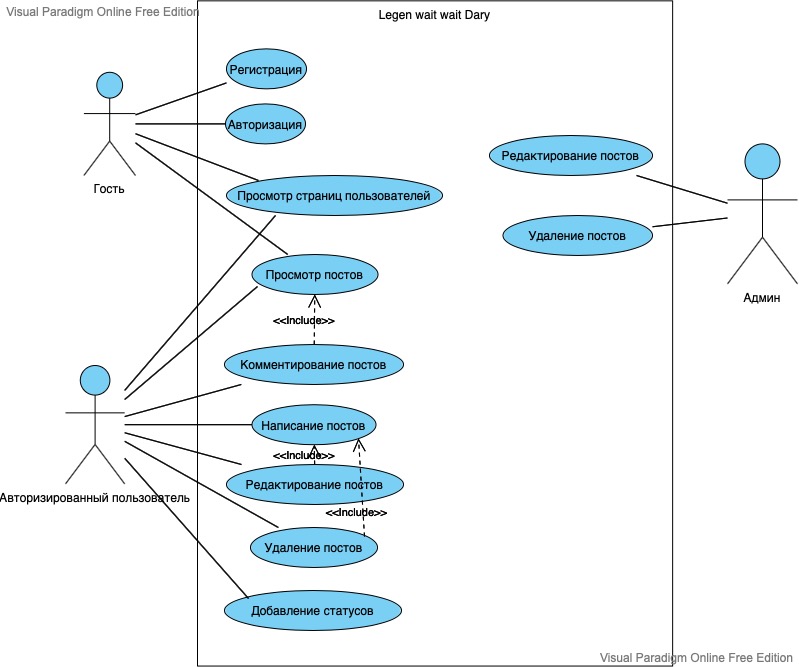 Visual Paradigm Online Free Edition
Legen wait wait Dary
Регистрация
Авторизация
Гость
Просмотр страниц пользователей
Просмотр постов
<<Include>>
Комментирование постов
Написание постов
<<Include>>
Редактирование постов
Авторизированный пользователь
<<Include>>
Удаление постов
Добавление статусов
Редактирование постов
Удаление постов
Админ
Visual Paradigm Online Free Edition